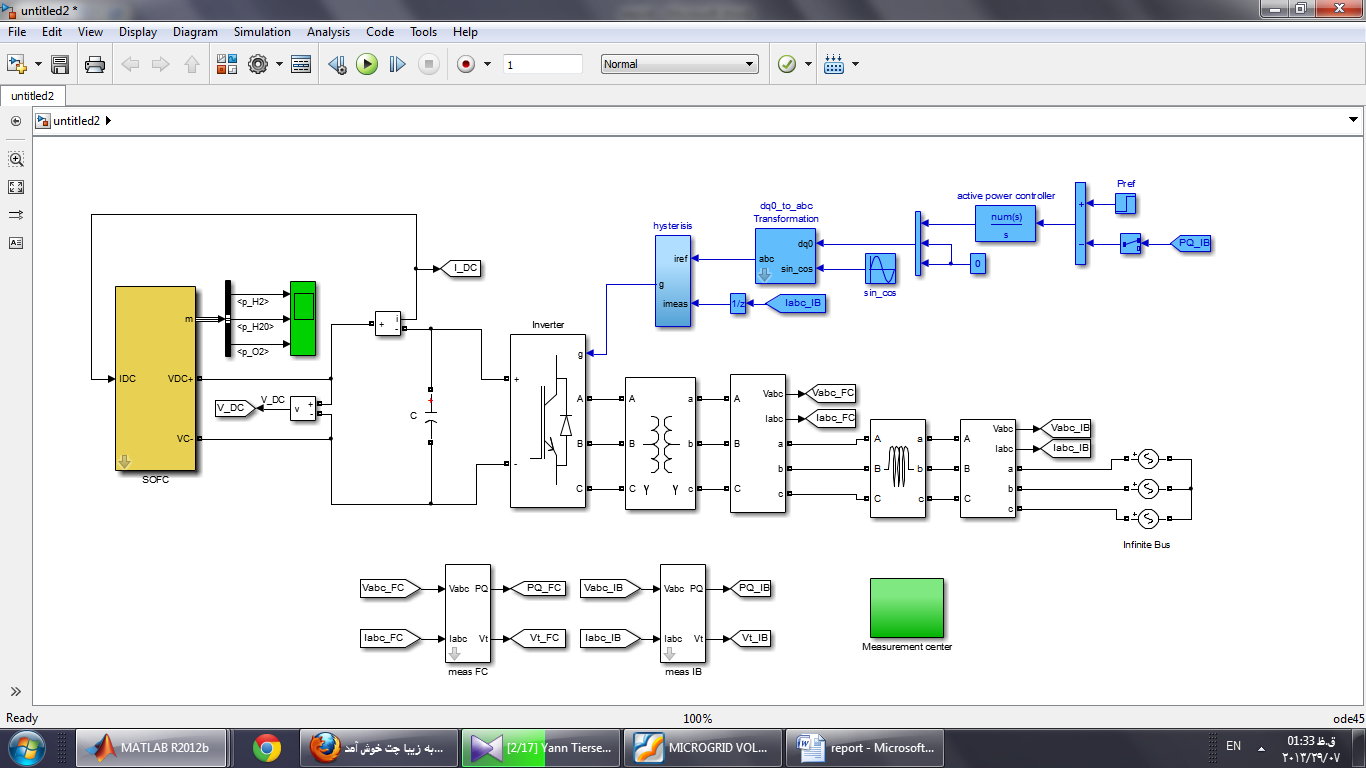 untitled2 *
File Edit View Display Diagram Simulation Analysis Code Tools Help
1
Normal
untitled2
untitled2
Pref
active power controller
dq0_to_abc
Transformation
num(s)
s
+
−
PQ_IB
hysterisis
dq0
abc
sin_cos
0
iref
g
imeas
1/z
Iabc_IB
sin_cos
I_DC
<p_H2>
m
<p_H20>
<p_O2>
+
i
-
Inverter
g
IDC
VDC+
V_DC
V_DC
v
+
-
C
+
VC-
SOFC
+
-
A
B
C
A
B
C
a
b
c
Y Y
A
B
C
Vabc
Iabc
a
b
c
Vabc_FC
Iabc_FC
A
B
C
a
b
c
A
B
C
Vabc
Iabc
a
b
c
Vabc_IB
Iabc_IB
+
+
+
Infinite Bus
Vabc_FC
Vabc PQ
PQ_FC
Vabc_IB
Vabc PQ
PQ_IB
Iabc_FC
Iabc Vt
Vt_FC
Iabc_IB
Iabc Vt
Vt_IB
meas FC
meas IB
Measurement center
Ready
100%
ode45
MATLAB R2012b
به زیبا چت خوش آمد...
[2/17] Yann Tierse...
MICROGRID VOL...
report - Microsoft...
EN
01:33 ق.ظ
۲۰۱۳/۲۹/۰۷